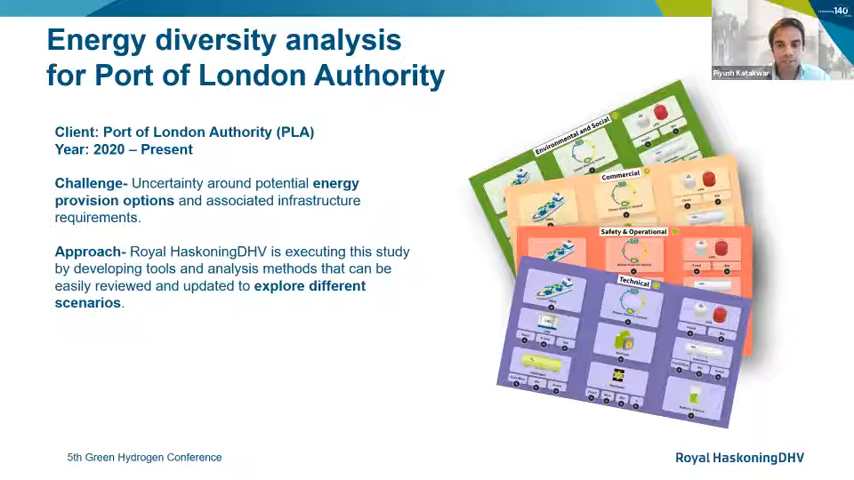 140
Piyush Katakwar
Energy diversity analysis
for Port of London Authority
Client: Port of London Authority (PLA)
Year: 2020 – Present
Challenge- Uncertainty around potential energy
provision options and associated infrastructure
requirements.
Approach- Royal HaskoningDHV is executing this study
by developing tools and analysis methods that can be
easily reviewed and updated to explore different
scenarios.
Environmental and Social
Commercial
Safety & Operational
Technical
5th Green Hydrogen Conference
Royal HaskoningDHV